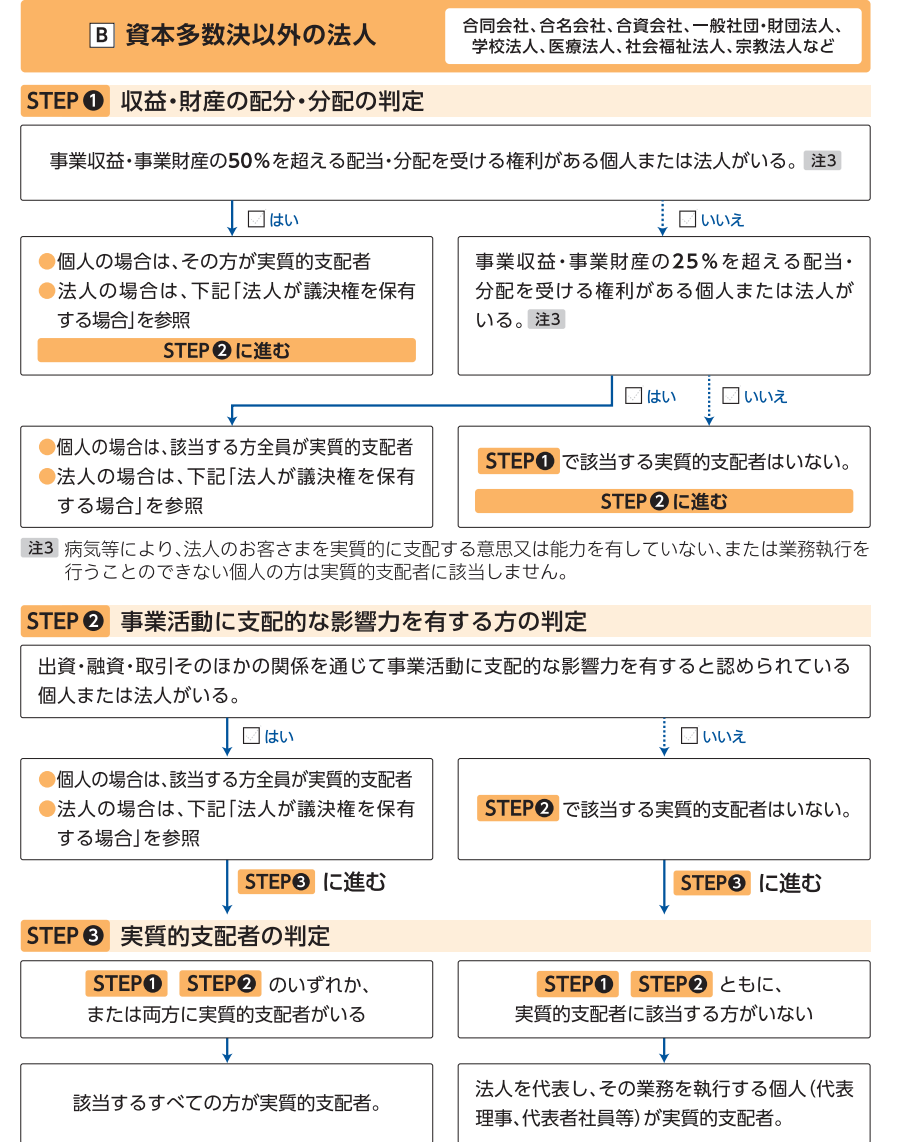 B 資本多数決以外の法人
合同会社、合名会社、合資会社、一般社団・財団法人、
学校法人、医療法人、社会福祉法人、宗教法人など
STEP❶ 収益・財産の配分・分配の判定
事業収益・事業財産の50%を超える配当・分配を受ける権利がある個人または法人がいる。 注3
はい
いいえ
●個人の場合は、その方が実質的支配者
●法人の場合は、下記「法人が議決権を保有
する場合」を参照
STEP❷に進む
事業収益・事業財産の25%を超える配当・
分配を受ける権利がある個人または法人が
いる。 注3
はい
いいえ
●個人の場合は、該当する方全員が実質的支配者
●法人の場合は、下記「法人が議決権を保有
する場合」を参照
STEP❶で該当する実質的支配者はいない。
STEP❷に進む
注3 病気等により、法人のお客さまを実質的に支配する意思又は能力を有していない、または業務執行を
行うことのできない個人の方は実質的支配者に該当しません。
STEP❷ 事業活動に支配的な影響力を有する方の判定
出資・融資・取引そのほかの関係を通じて事業活動に支配的な影響力を有すると認められている
個人または法人がいる。
はい
いいえ
●個人の場合は、該当する方全員が実質的支配者
●法人の場合は、下記「法人が議決権を保有
する場合」を参照
STEP❷で該当する実質的支配者はいない。
STEP❸ に進む
STEP❸ に進む
STEP❸ 実質的支配者の判定
STEP❶ STEP❷ のいずれか、
または両方に実質的支配者がいる
STEP❶ STEP❷ ともに、
実質的支配者に該当する方がいない
該当するすべての方が実質的支配者。
法人を代表し、その業務を執行する個人（代表
理事、代表者社員等）が実質的支配者。